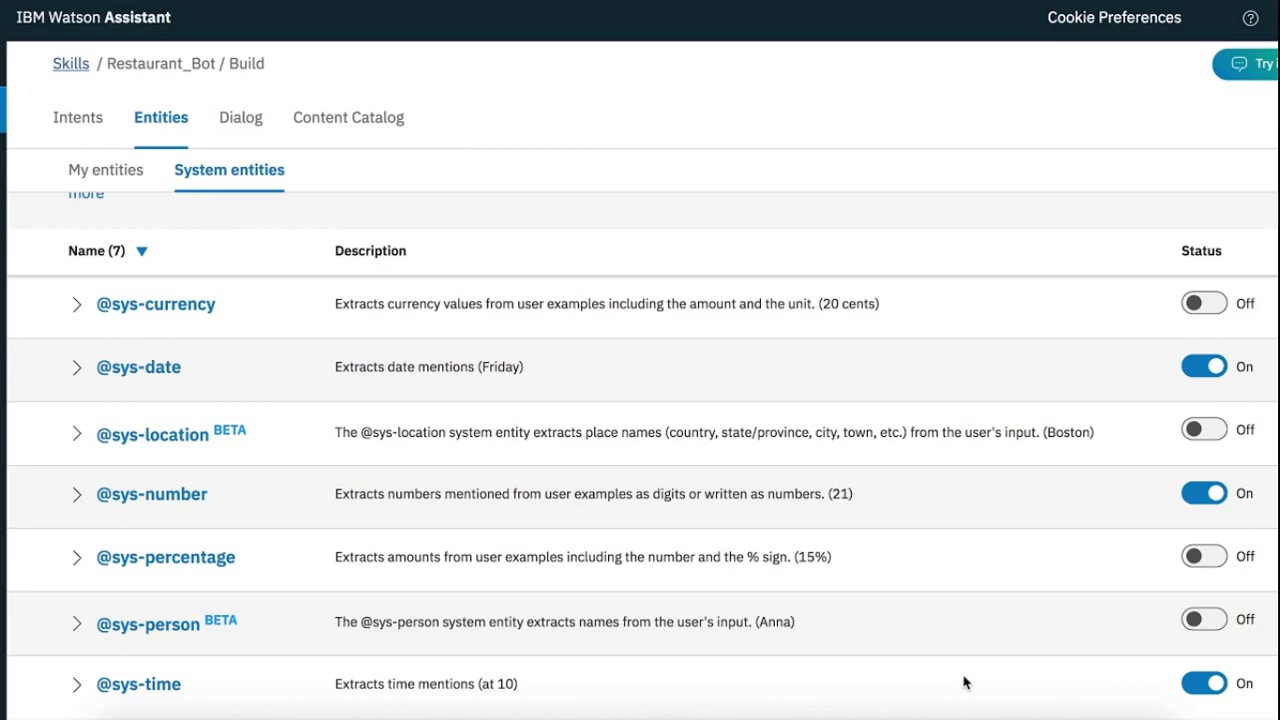 IBM Watson Assistant Cookie Preferences ?
Skills / Restaurant_Bot / Build Try i
Intents Entities Dialog Content Catalog
My entities System entities
more
Name (7) Description Status
@sys-currency Extracts currency values from user examples including the amount and the unit. (20 cents) Off
@sys-date Extracts date mentions (Friday) On
@sys-location BETA The @sys-location system entity extracts place names (country, state/province, city, town, etc.) from the user's input. (Boston) Off
@sys-number Extracts numbers mentioned from user examples as digits or written as numbers. (21) On
@sys-percentage Extracts amounts from user examples including the number and the % sign. (15%) Off
@sys-person BETA The @sys-person system entity extracts names from the user's input. (Anna) Off
@sys-time Extracts time mentions (at 10) On